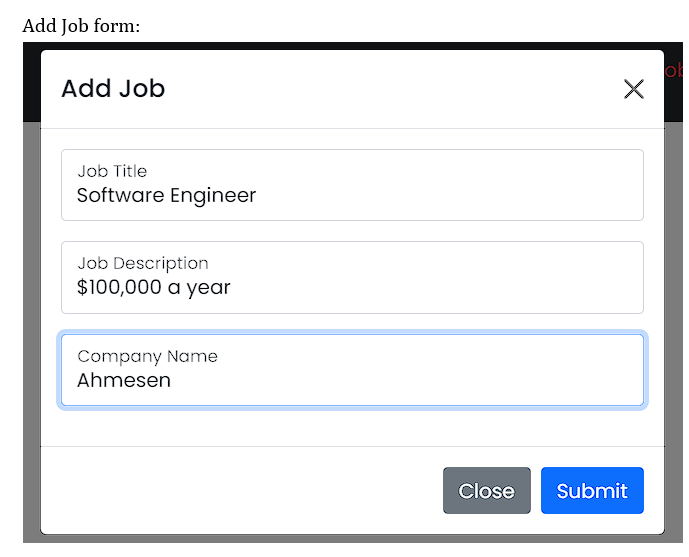 Add Job form:
Add Job
Job Title
Software Engineer
Job Description
$100,000 a year
Company Name
Ahmesen
Close Submit